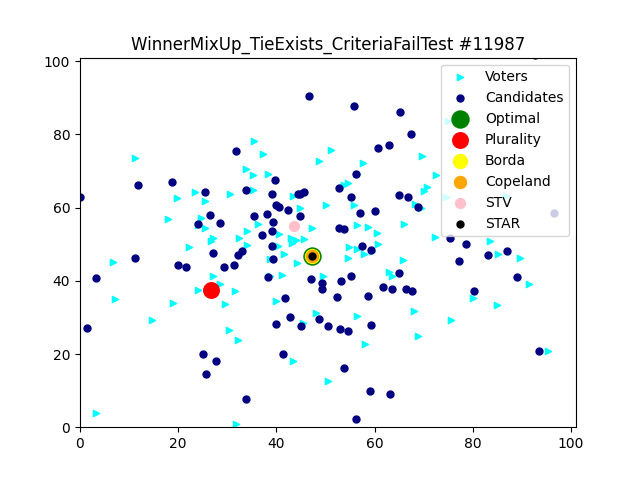 WinnerMixUp_TieExists_CriteriaFailTest #11987
100
80
60
40
20
0
0
20
40
60
80
100
Voters
Candidates
Optimal
Plurality
Borda
Copeland
STV
STAR